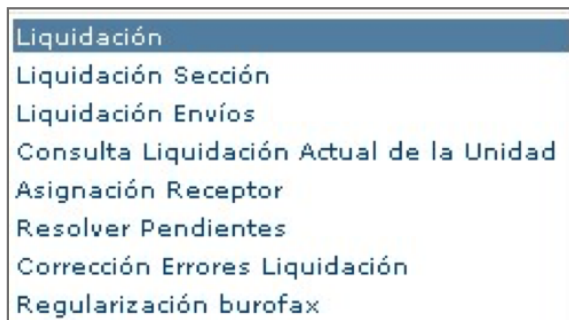 Liquidación
Liquidación Sección
Liquidación Envíos
Consulta Liquidación Actual de la Unidad
Asignación Receptor
Resolver Pendientes
Corrección Errores Liquidación
Regularización burofax